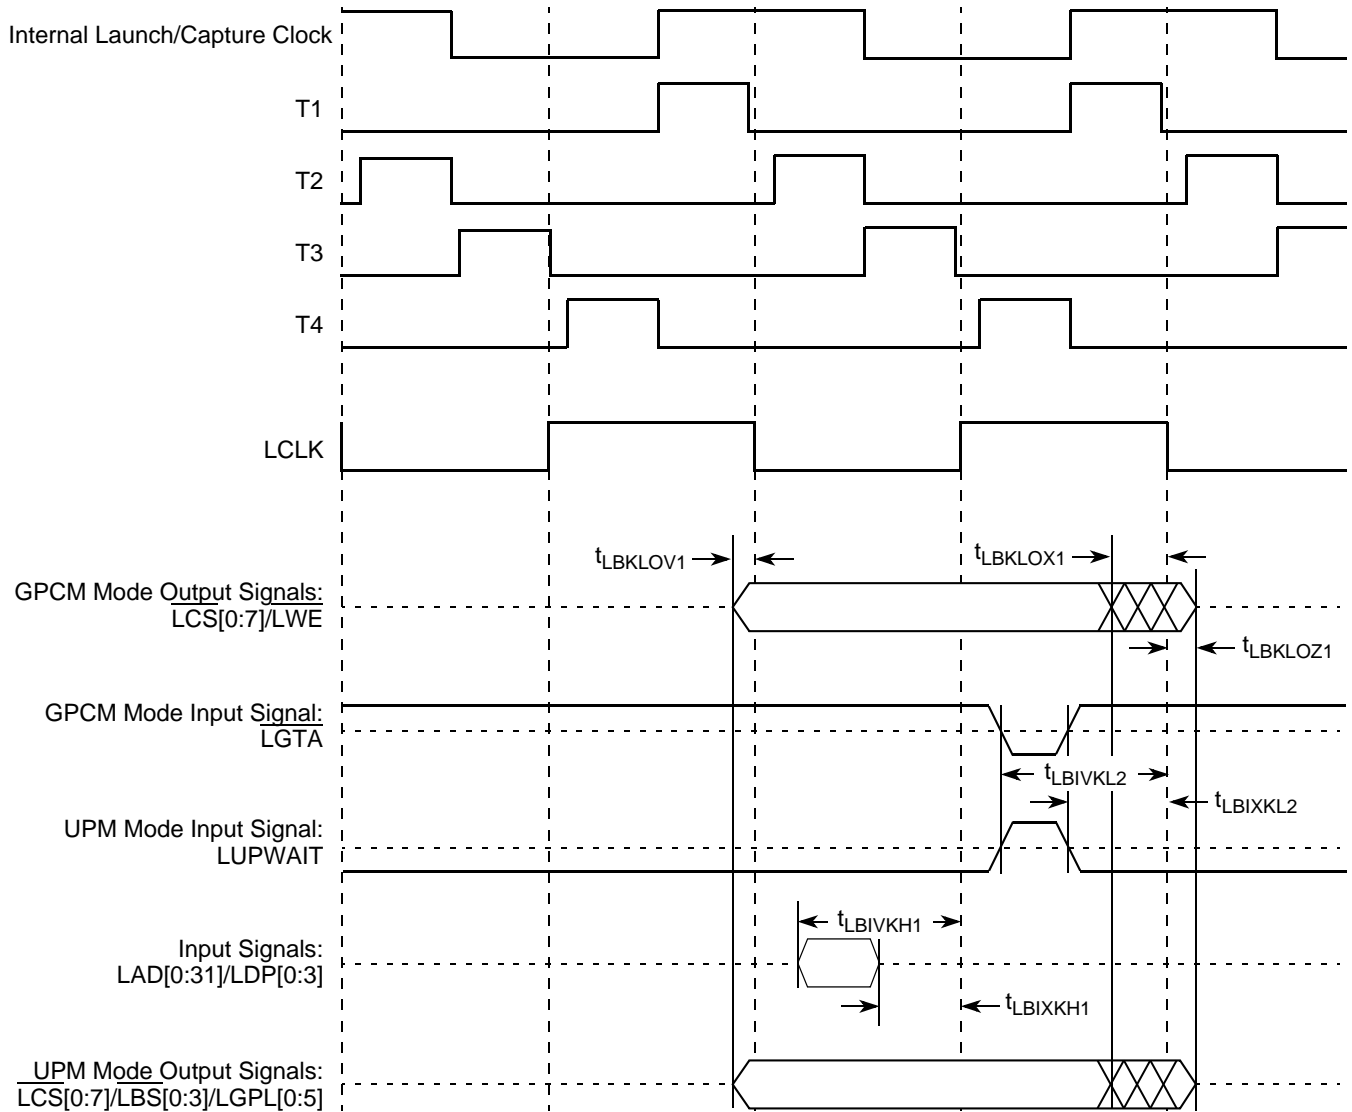 Internal Launch/Capture Clock
T1
T2
T3
T4
LCLK
tLBKLOV1
tLBKLOX1
GPCM Mode Output Signals:
LCS[0:7]/LWE
tLBKLOZ1
GPCM Mode Input Signal:
LGTA
tLBIVKL2
tLBIXKL2
UPM Mode Input Signal:
LUPWAIT
tLBIVKH1
Input Signals:
LAD[0:31]/LDP[0:3]
tLBIXKH1
UPM Mode Output Signals:
LCS[0:7]/LBS[0:3]/LGPL[0:5]